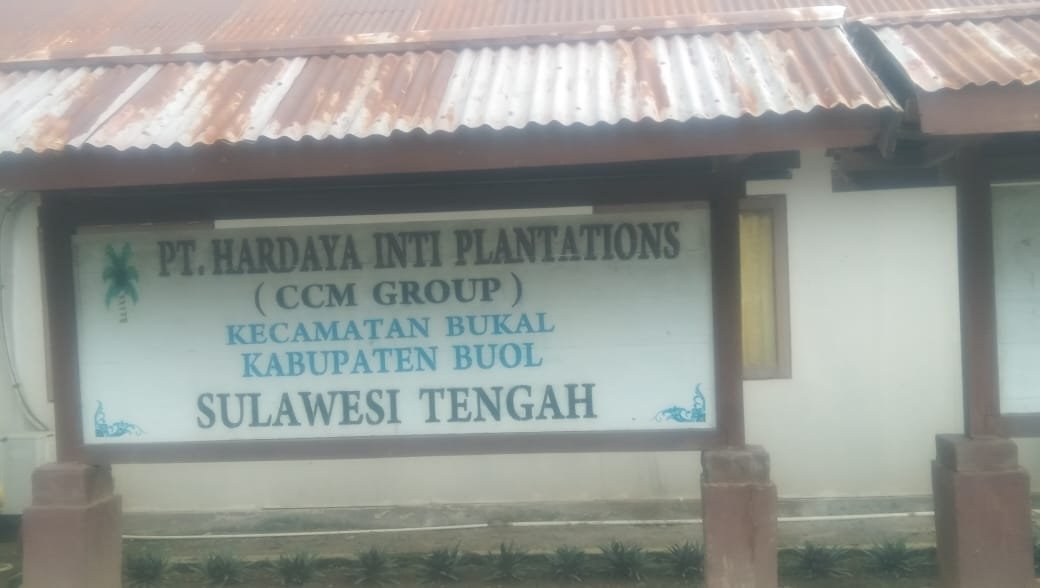 PT. HARDAYA INTI PLANTATIONS
( CCM GROUP )
KECAMATAN BUKAL
KABUPATEN BUOL
SULAWESI TENGAH